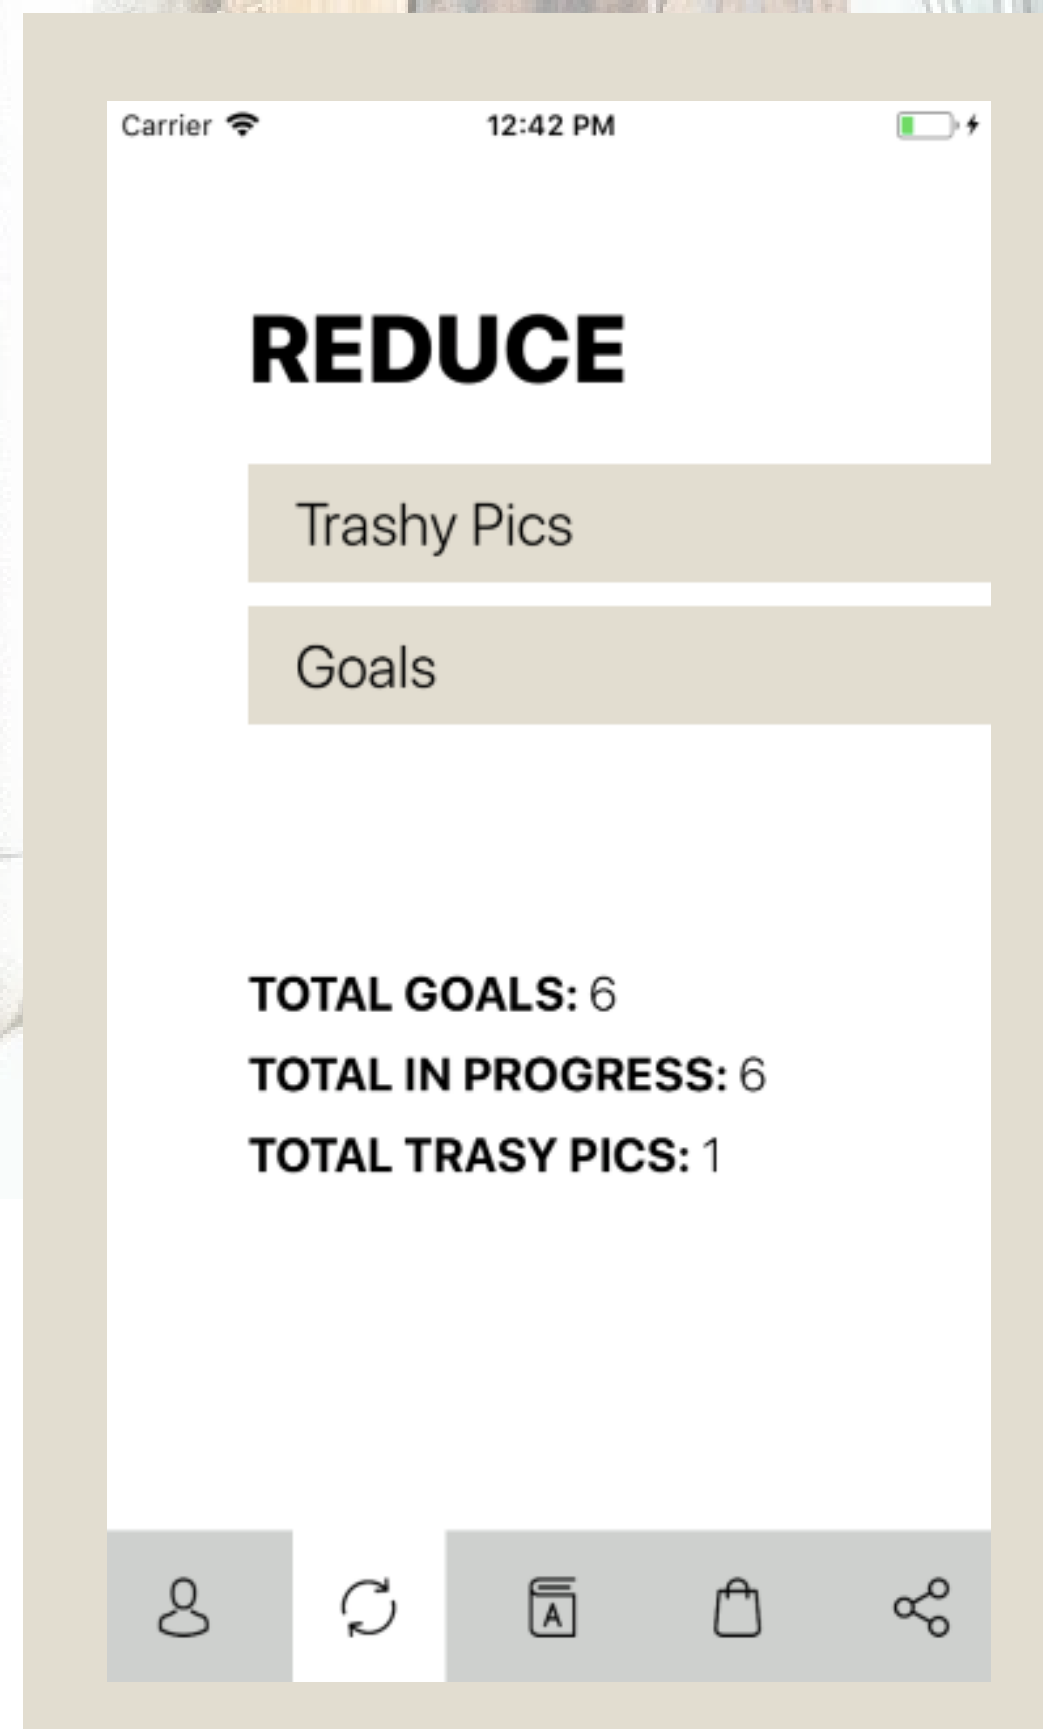 Carrier 12:42 PM
REDUCE
Trashy Pics
Goals
TOTAL GOALS: 6
TOTAL IN PROGRESS: 6
TOTAL TRASY PICS: 1
A